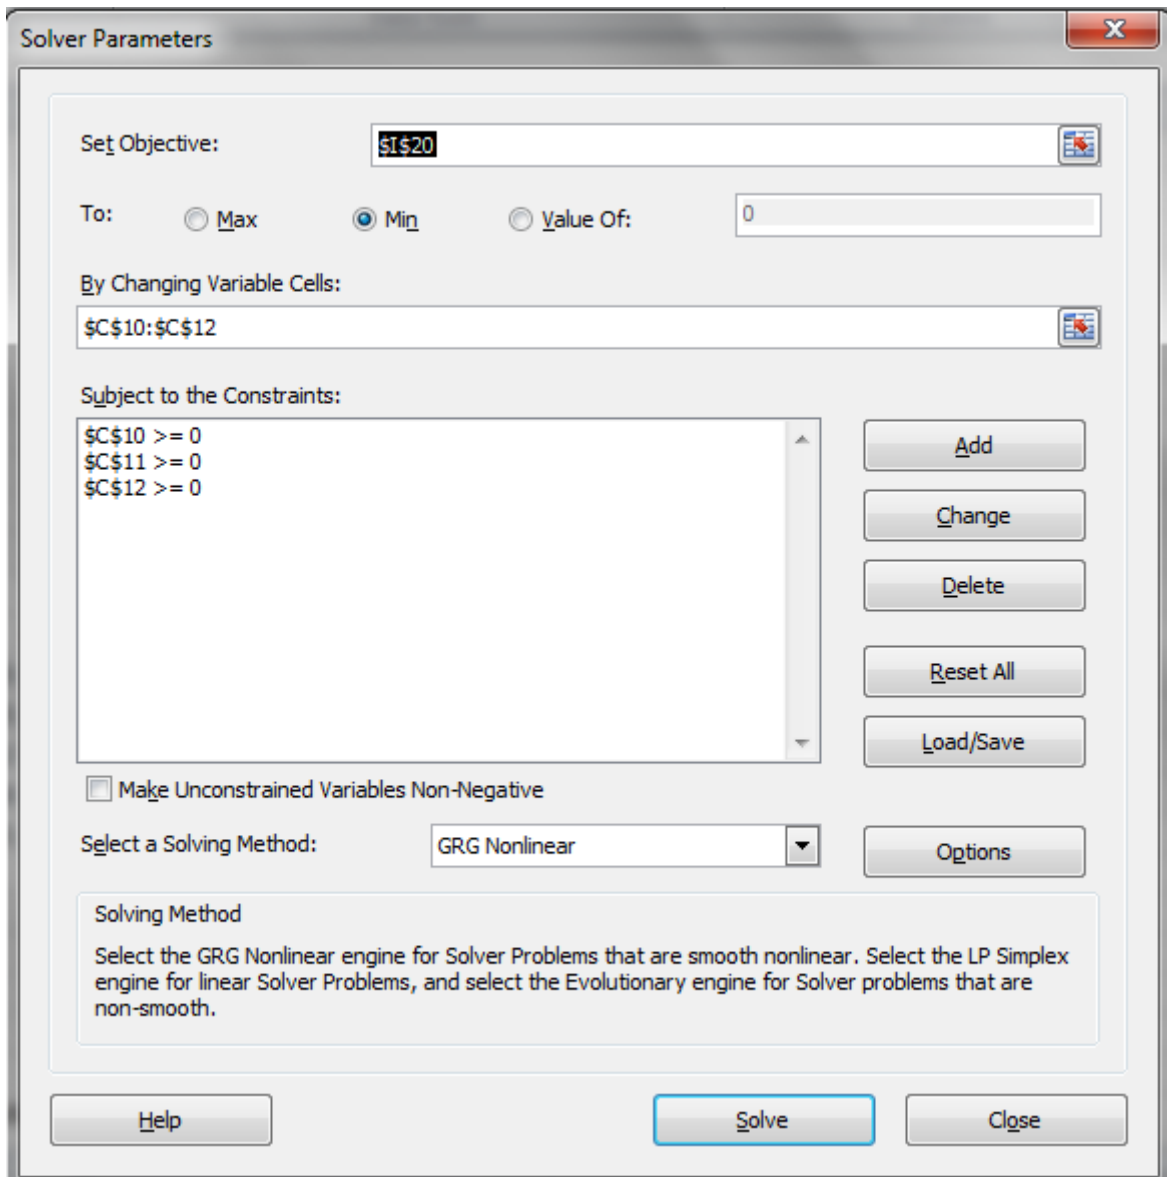 Solver Parameters
Set Objective: $I$20
To: Max Min Value Of: 0
By Changing Variable Cells:
$C$10:$C$12
Subject to the Constraints:
$C$10 >= 0
$C$11 >= 0
$C$12 >= 0
Add
Change
Delete
Reset All
Load/Save
Make Unconstrained Variables Non-Negative
Select a Solving Method: GRG Nonlinear Options
Solving Method
Select the GRG Nonlinear engine for Solver Problems that are smooth nonlinear. Select the LP Simplex
engine for linear Solver Problems, and select the Evolutionary engine for Solver problems that are
non-smooth.
Help Solve Close